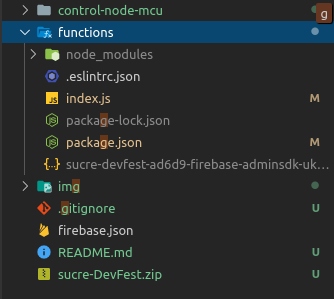 control-node-mcu
g
functions
node_modules
.eslintrc.json
index.js M
package-lock.json
package.json M
{..} sucre-devfest-ad6d9-firebase-adminsdk-uk...
img
.gitignore U
firebase.json
README.md U
sucre-DevFest.zip U